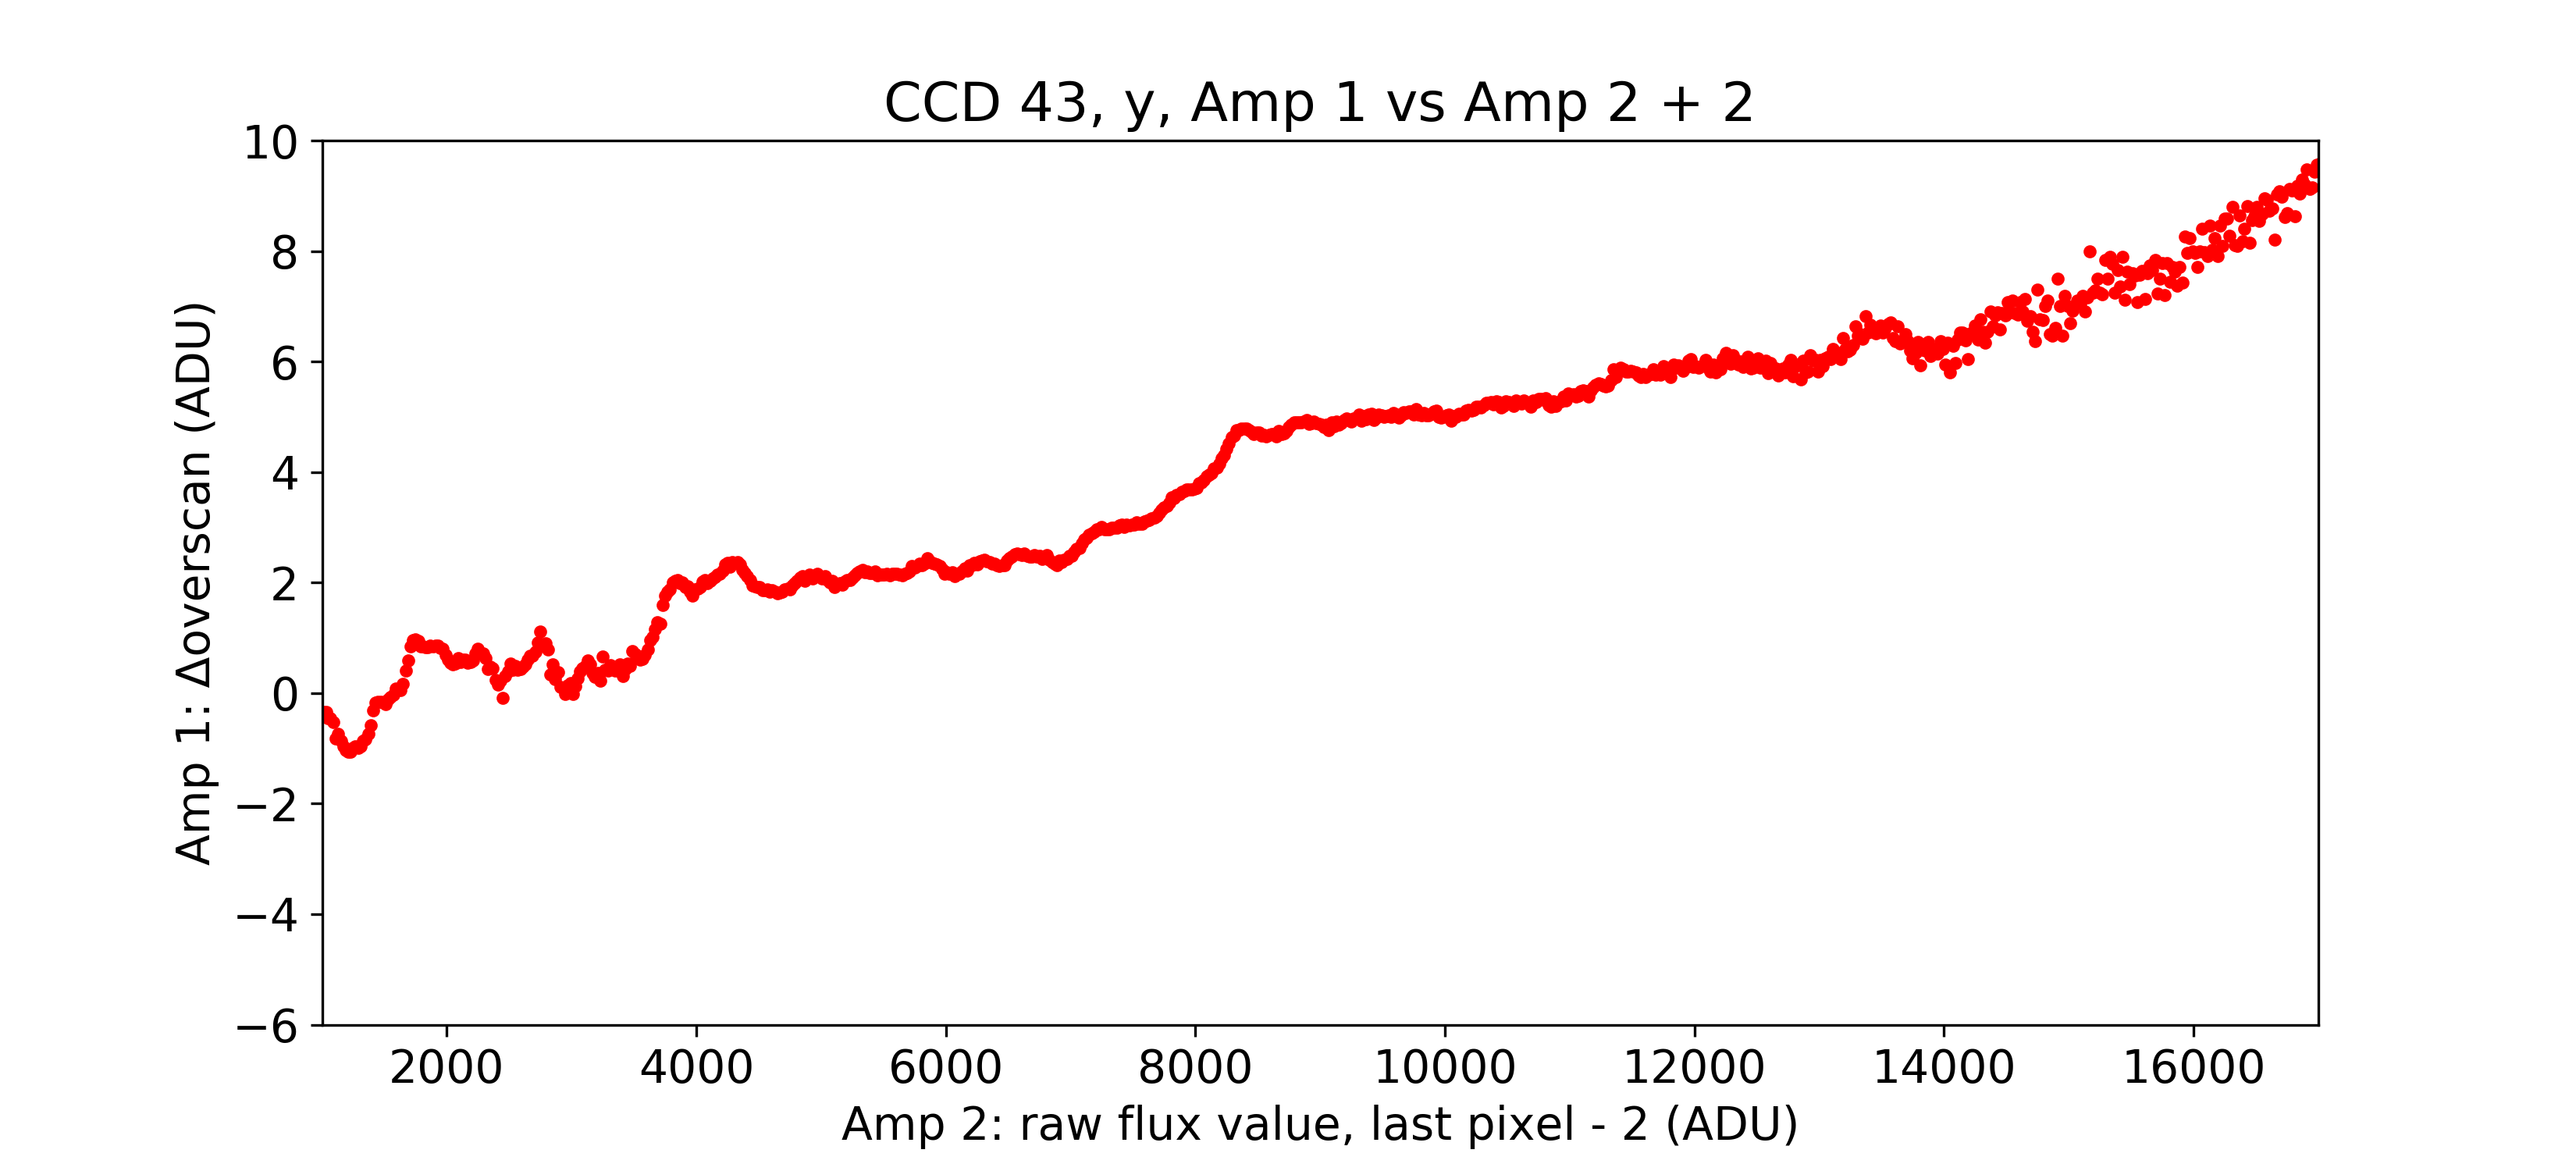 CCD 43, y, Amp 1 vs Amp 2 + 2
10
8
6
4
2
0
−2
−4
−6
Amp 1: Δoverscan (ADU)
2000 4000 6000 8000 10000 12000 14000 16000
Amp 2: raw flux value, last pixel - 2 (ADU)